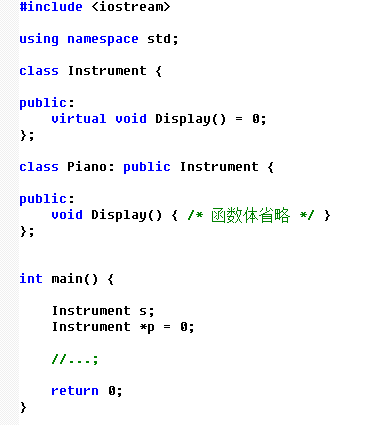 #include <iostream>
using namespace std;
class Instrument {
public:
    virtual void Display() = 0;
};
class Piano: public Instrument {
public:
    void Display() { /* 函数体省略 */ }
};
int main() {
    Instrument s;
    Instrument *p = 0;
    //...;
    return 0;
}